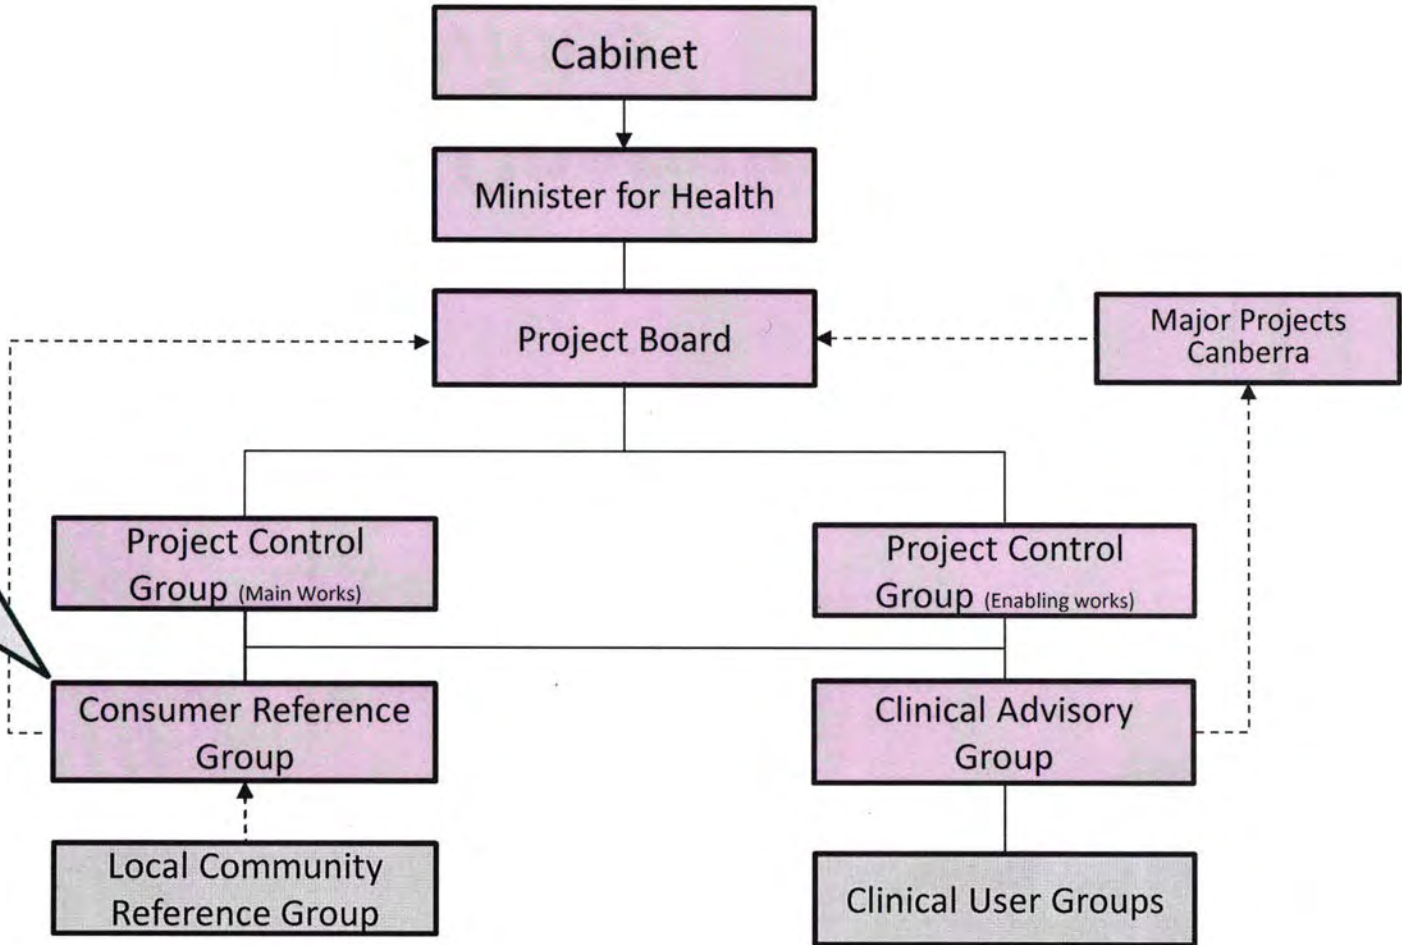 Cabinet
Minister for Health
Project Board
Major Projects
Canberra
Project Control
Group (Main Works)
Project Control
Group (Enabling works)
Consumer Reference
Group
Clinical Advisory
Group
Local Community
Reference Group
Clinical User Groups